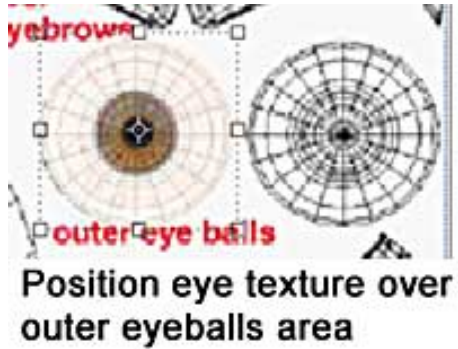 yebrows
outer eye balls
Position eye texture over
outer eyeballs area